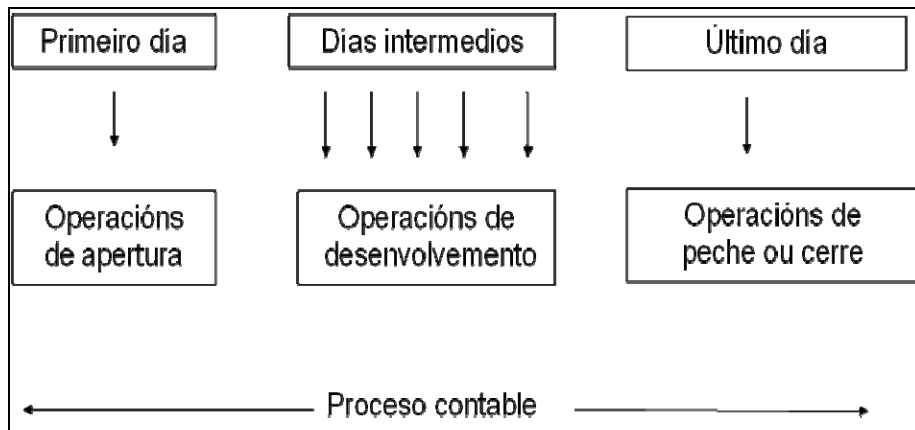 Primeiro día
Días intermedios
Último día
Operacións
de apertura
Operacións de
desenvolvemento
Operacións de
peche ou cerre
Proceso contable